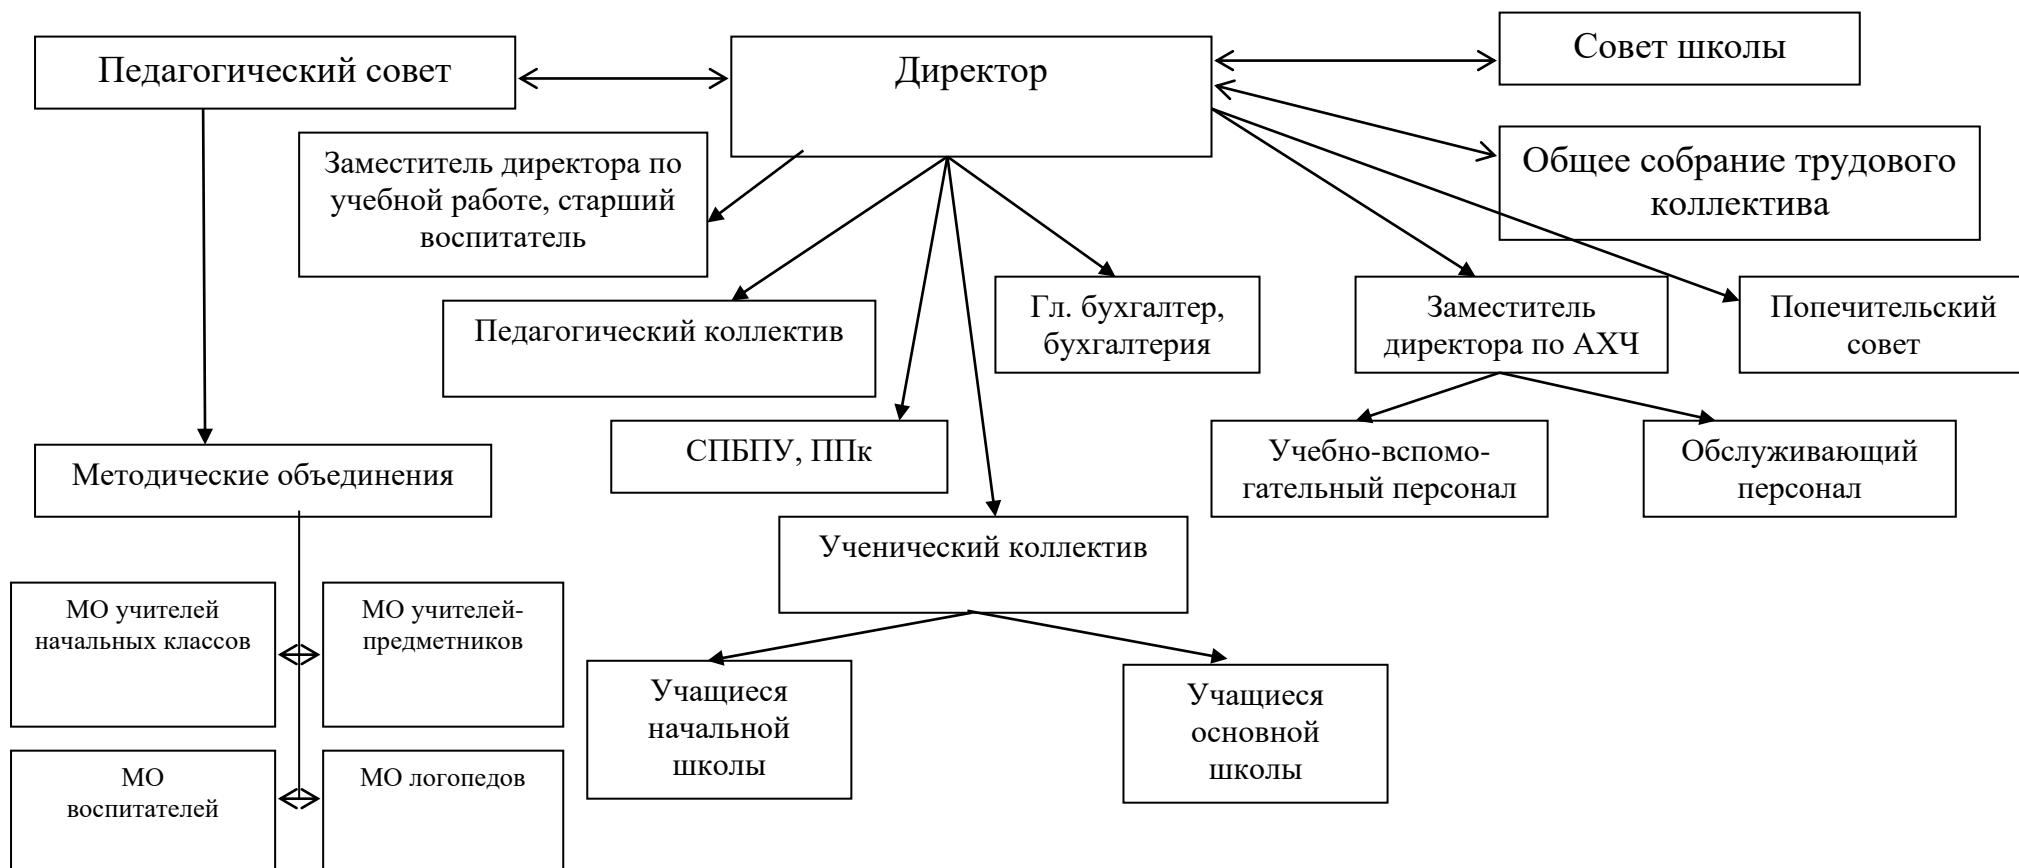 Педагогический совет
Директор
Совет школы
Заместитель директора по
учебной работе, старший
воспитатель
Общее собрание трудового
коллектива
Педагогический коллектив
Гл. бухгалтер,
бухгалтерия
Заместитель
директора по АХЧ
Попечительский
совет
СПБПУ, ППк
Учебно-вспомо-
гательный персонал
Обслуживающий
персонал
Методические объединения
Ученический коллектив
МО учителей
начальных классов
МО учителей-
предметников
Учащиеся
начальной
школы
Учащиеся
основной
школы
МО
воспитателей
МО логопедов